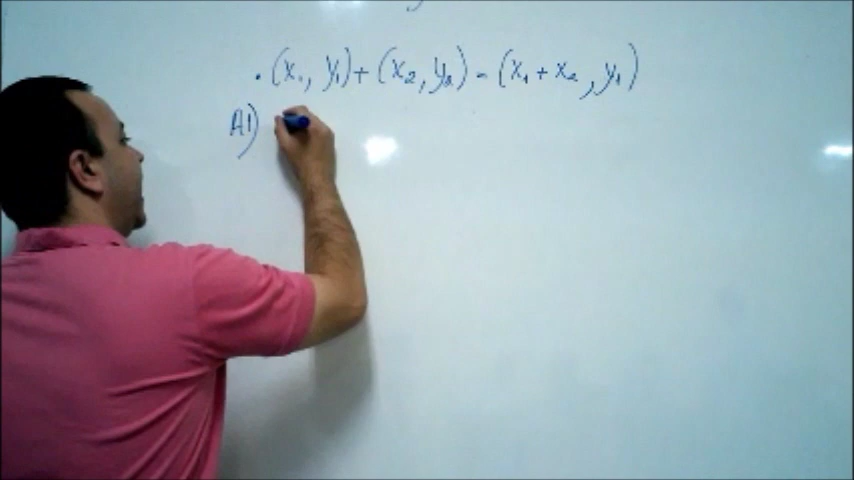 . (x₁, y₁) + (x₂, y₂) = (x₁ + x₂, y₁)
A1)